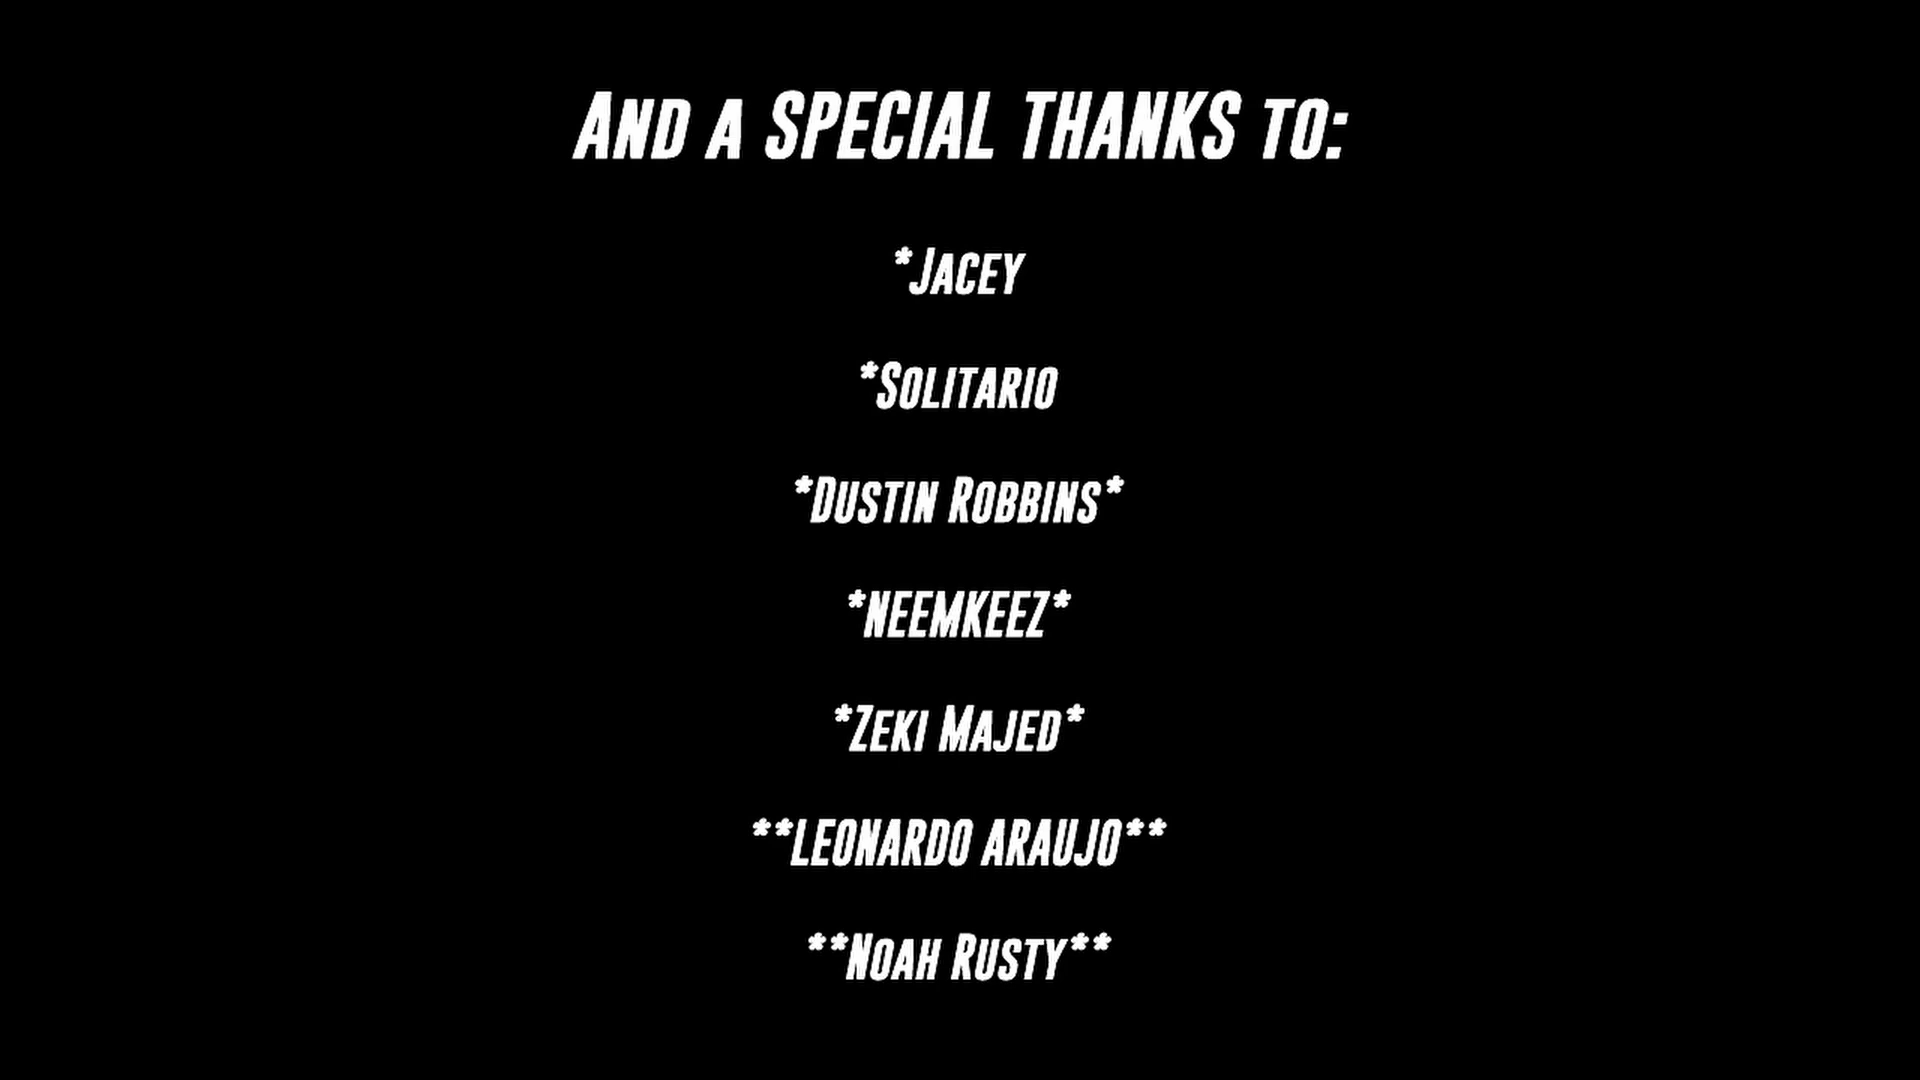 And a SPECIAL THANKS to:
*Jacey
*Solitario
*Dustin Robbins*
*NEEMKEEZ*
*Zeki Majed*
**LEONARDO ARAUJO**
**Noah Rusty**